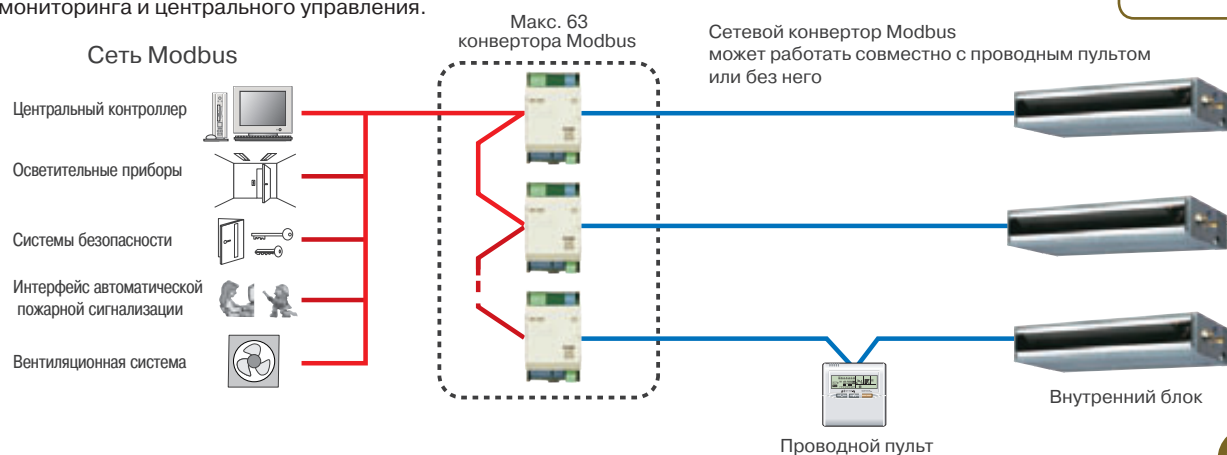 мониторинга и центрального управления.
Сеть Modbus
Макс. 63
конвертора Modbus
Сетевой конвертор Modbus
может работать совместно с проводным пультом
или без него
Центральный контроллер
Осветительные приборы
Системы безопасности
Интерфейс автоматической
пожарной сигнализации
Вентиляционная система
Внутренний блок
Проводной пульт